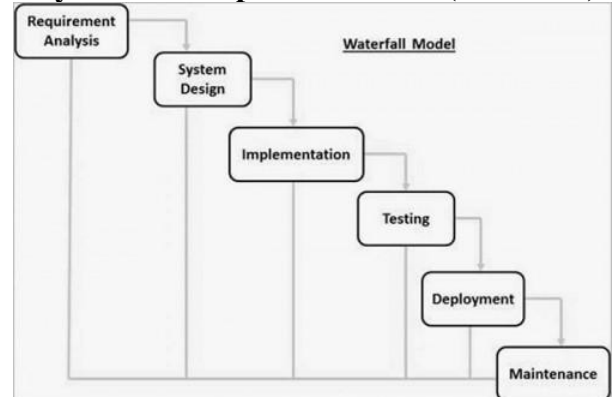 Requirement
Analysis
Waterfall Model
System
Design
Implementation
Testing
Deployment
Maintenance